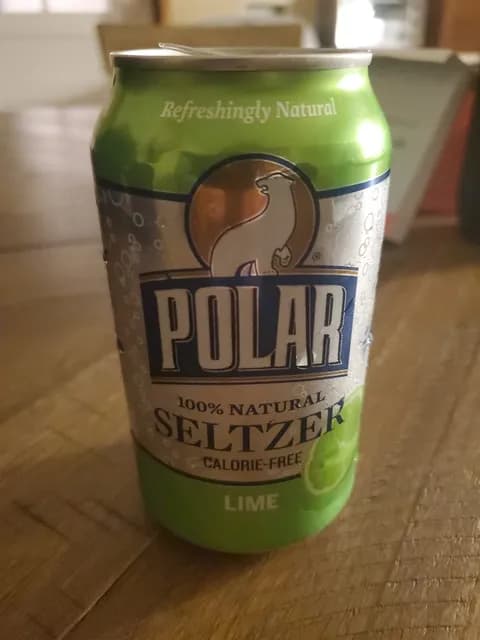 Refreshingly Natural
®
POLAR
100% NATURAL
SELTZER
CALORIE-FREE
LIME